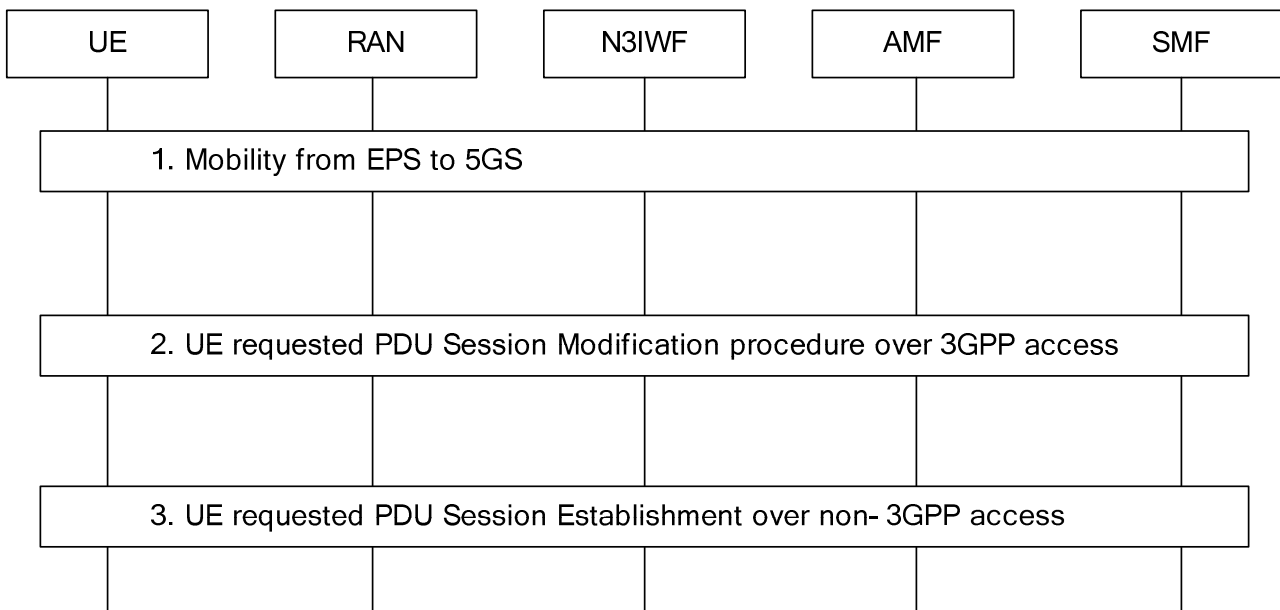 UE RAN N3IWF AMF SMF
1. Mobility from EPS to 5GS
2. UE requested PDU Session Modification procedure over 3GPP access
3. UE requested PDU Session Establishment over non- 3GPP access